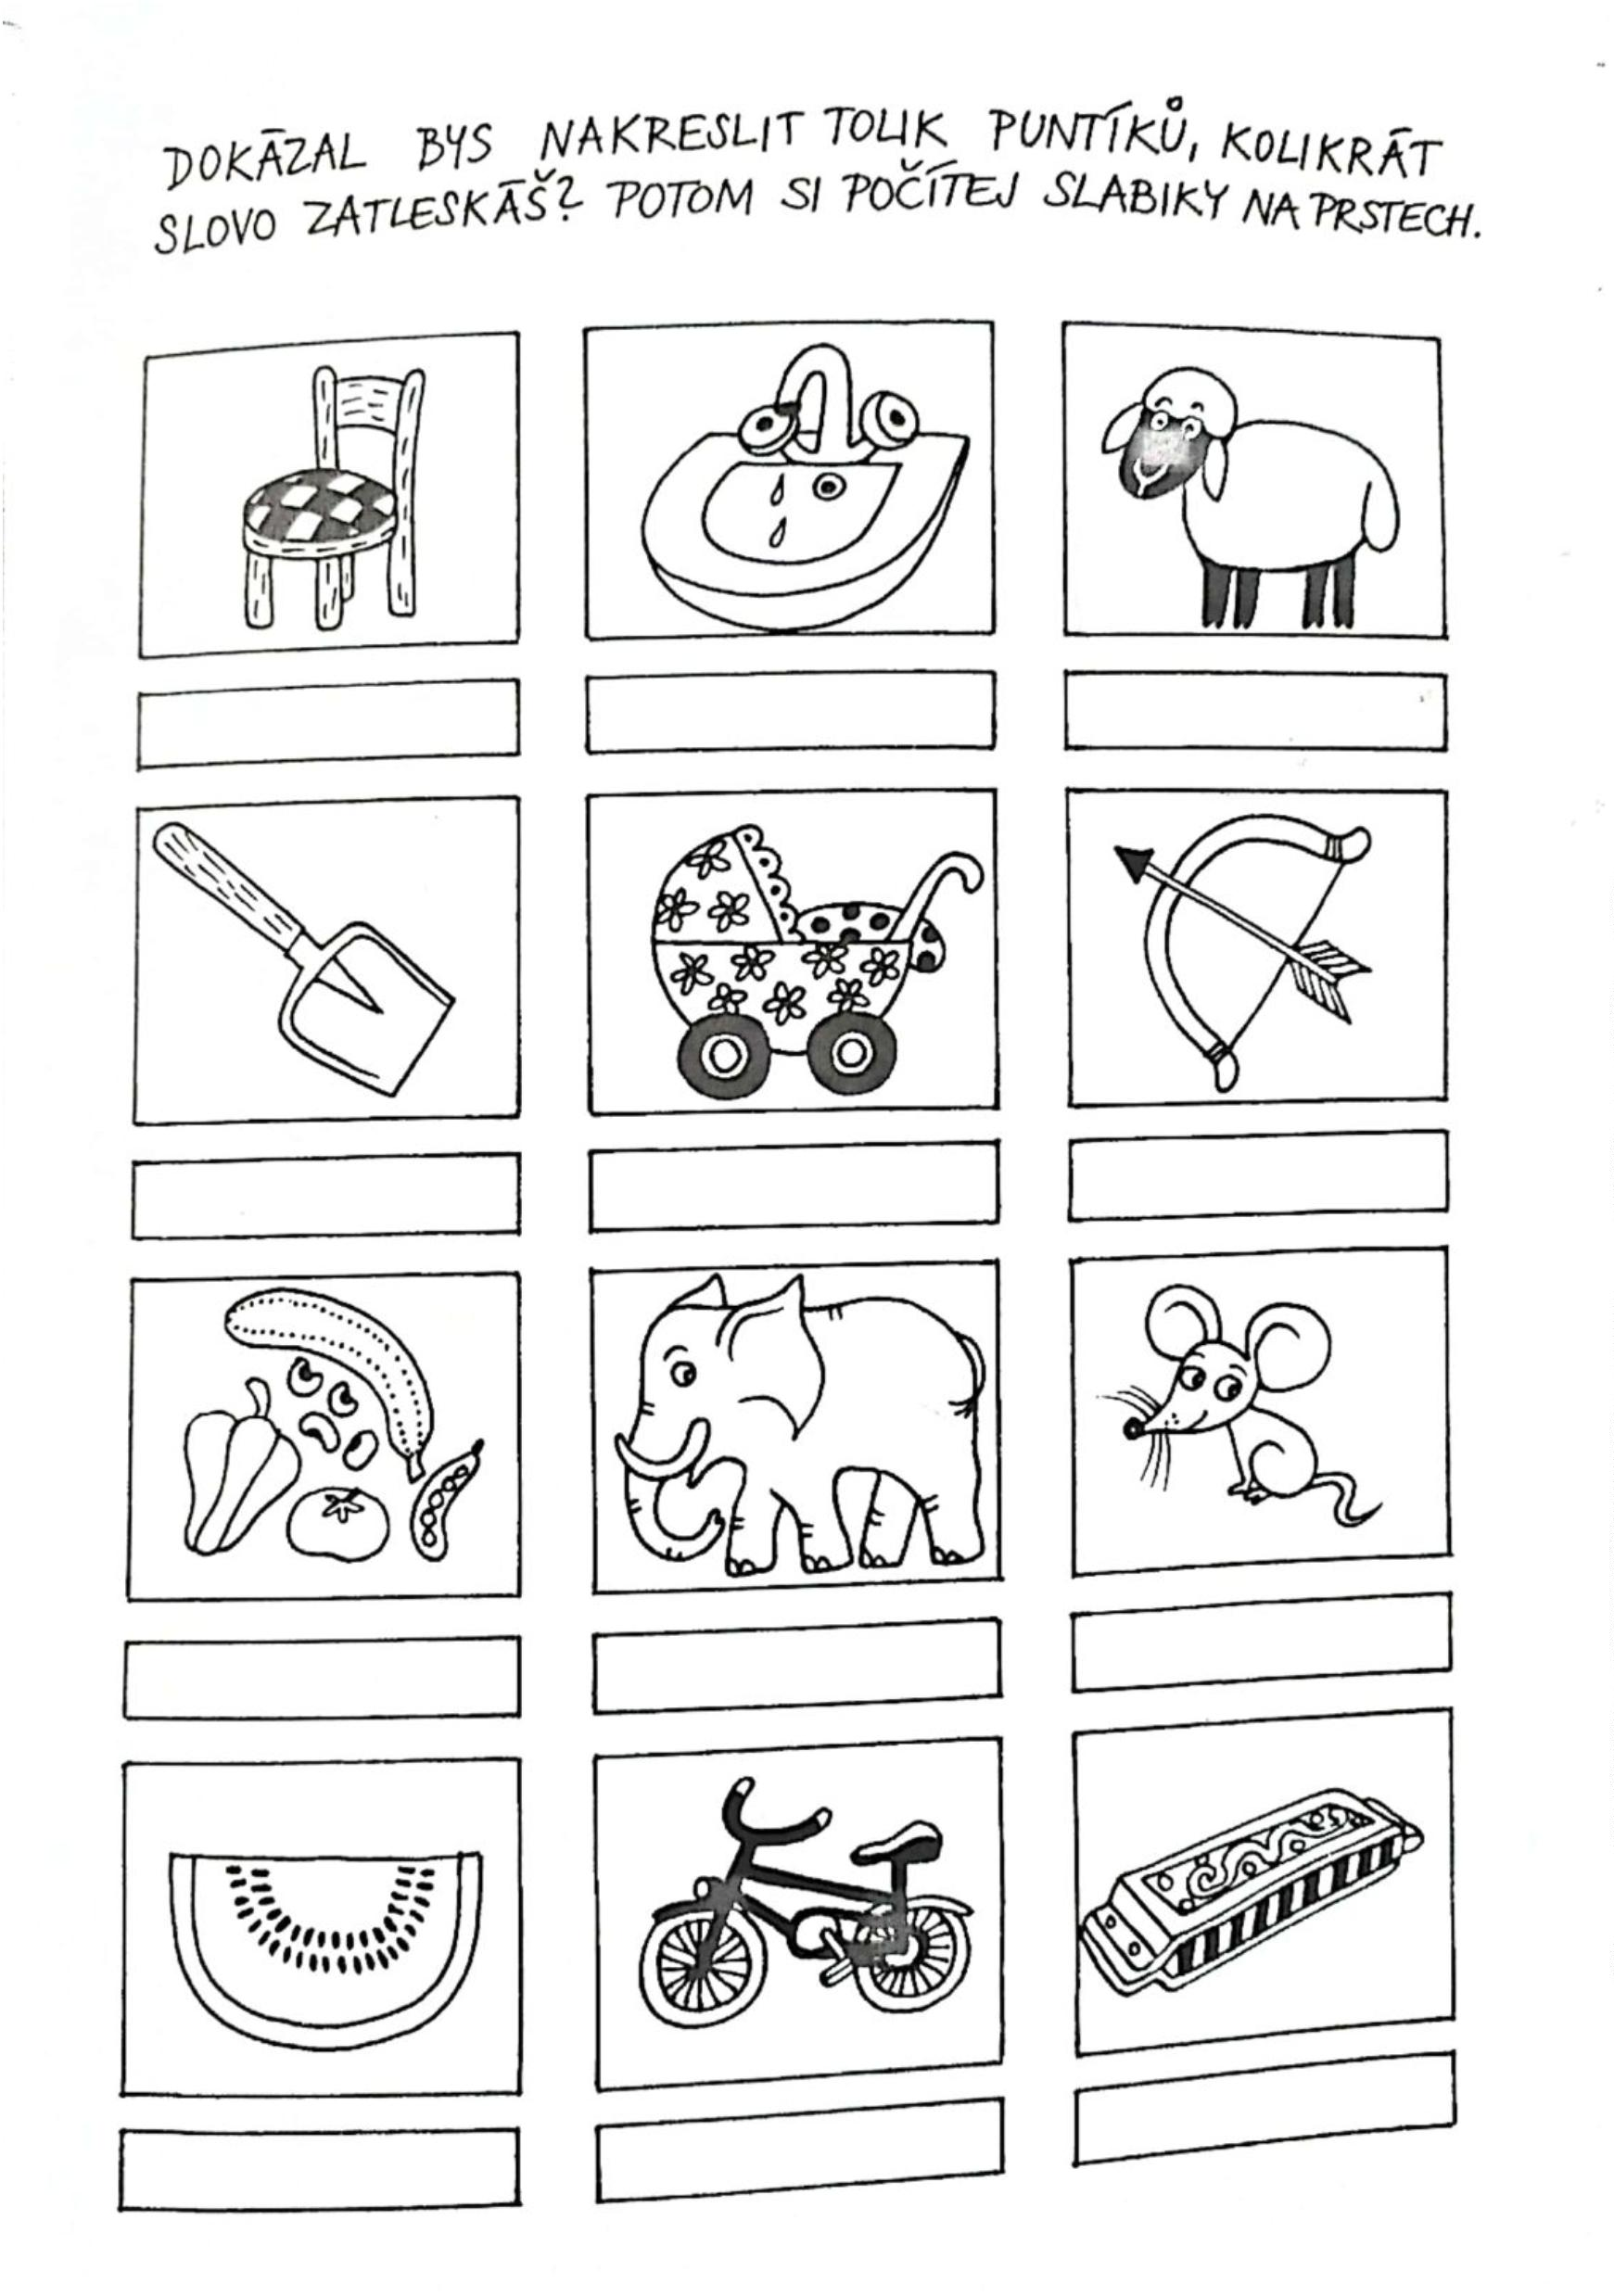 DOKÁZAL BYS NAKRESLIT TOLIK PUNTÍKŮ, KOLIKRÁT
SLOVO ZATLESKÁŠ? POTOM SI POČÍTEJ SLABIKY NA PRSTECH.